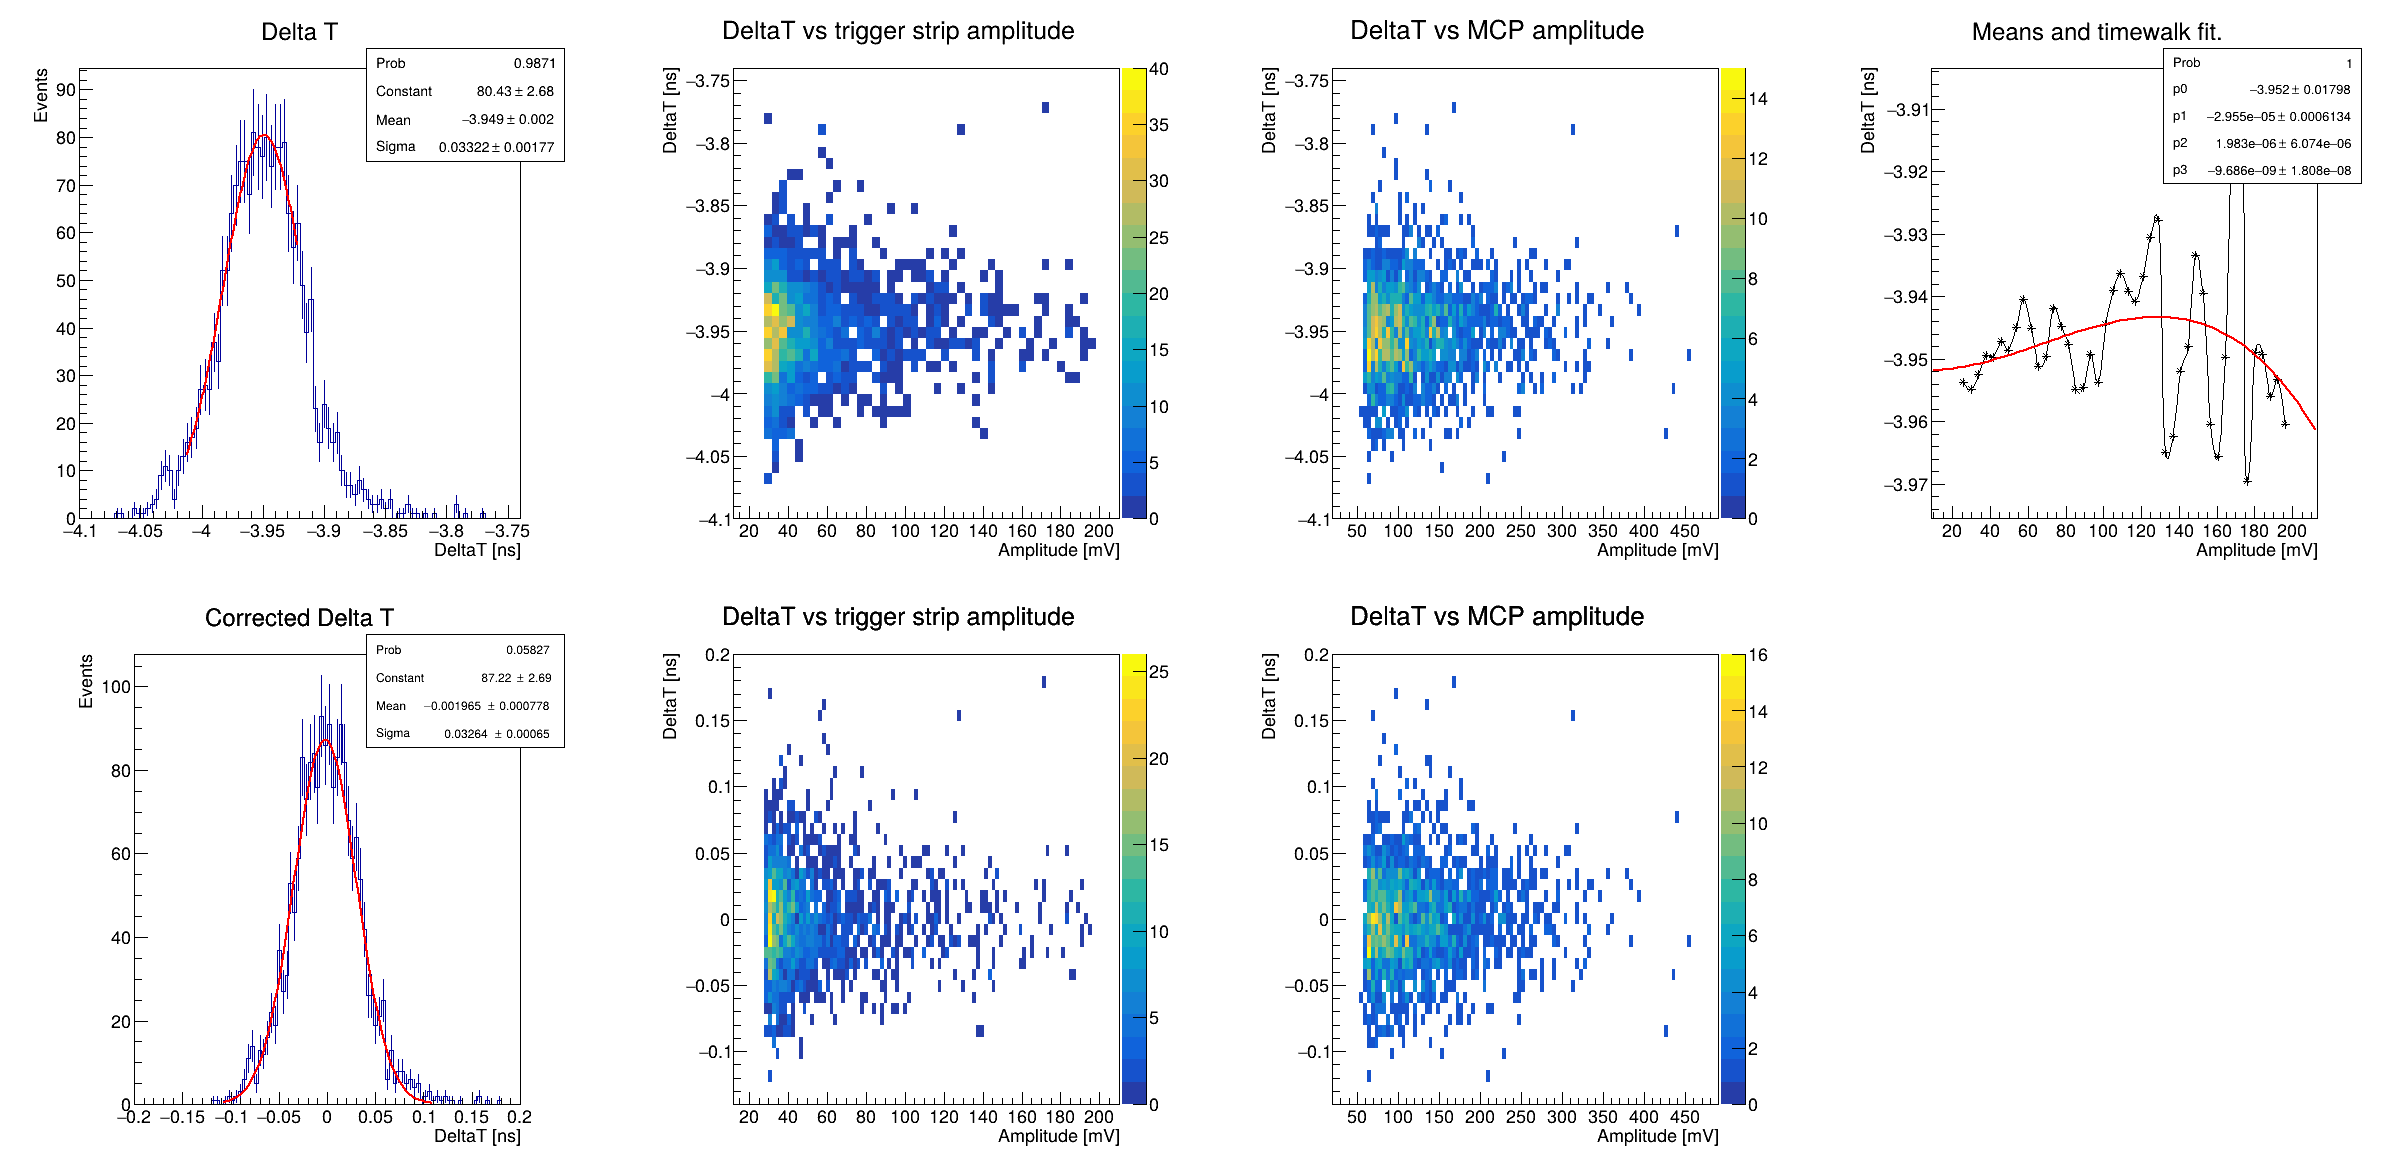 Delta T
Events
Prob 0.9871
Constant 80.43 ± 2.68
Mean −3.949 ± 0.002
Sigma 0.03322 ± 0.00177
90
80
70
60
50
40
30
20
10
0
−4.1 −4.05 −4 −3.95 −3.9 −3.85 −3.8 −3.75
DeltaT [ns]
DeltaT vs trigger strip amplitude
DeltaT [ns]
−3.75
−3.8
−3.85
−3.9
−3.95
−4
−4.05
−4.1
20 40 60 80 100 120 140 160 180 200
Amplitude [mV]
40
35
30
25
20
15
10
5
0
DeltaT vs MCP amplitude
DeltaT [ns]
−3.75
−3.8
−3.85
−3.9
−3.95
−4
−4.05
−4.1
50 100 150 200 250 300 350 400 450
Amplitude [mV]
14
12
10
8
6
4
2
0
Means and timewalk fit.
DeltaT [ns]
Prob 1
p0 −3.952 ± 0.01798
p1 −2.955e−05 ± 0.0006134
p2 1.983e−06 ± 6.074e−06
p3 −9.686e−09 ± 1.808e−08
−3.91
−3.92
−3.93
−3.94
−3.95
−3.96
−3.97
20 40 60 80 100 120 140 160 180 200
Amplitude [mV]
Corrected Delta T
Events
Prob 0.05827
Constant 87.22 ± 2.69
Mean −0.001965 ± 0.000778
Sigma 0.03264 ± 0.00065
100
80
60
40
20
0
−0.2 −0.15 −0.1 −0.05 0 0.05 0.1 0.15 0.2
DeltaT [ns]
DeltaT vs trigger strip amplitude
DeltaT [ns]
0.2
0.15
0.1
0.05
0
−0.05
−0.1
20 40 60 80 100 120 140 160 180 200
Amplitude [mV]
25
20
15
10
5
0
DeltaT vs MCP amplitude
DeltaT [ns]
0.2
0.15
0.1
0.05
0
−0.05
−0.1
50 100 150 200 250 300 350 400 450
Amplitude [mV]
16
14
12
10
8
6
4
2
0